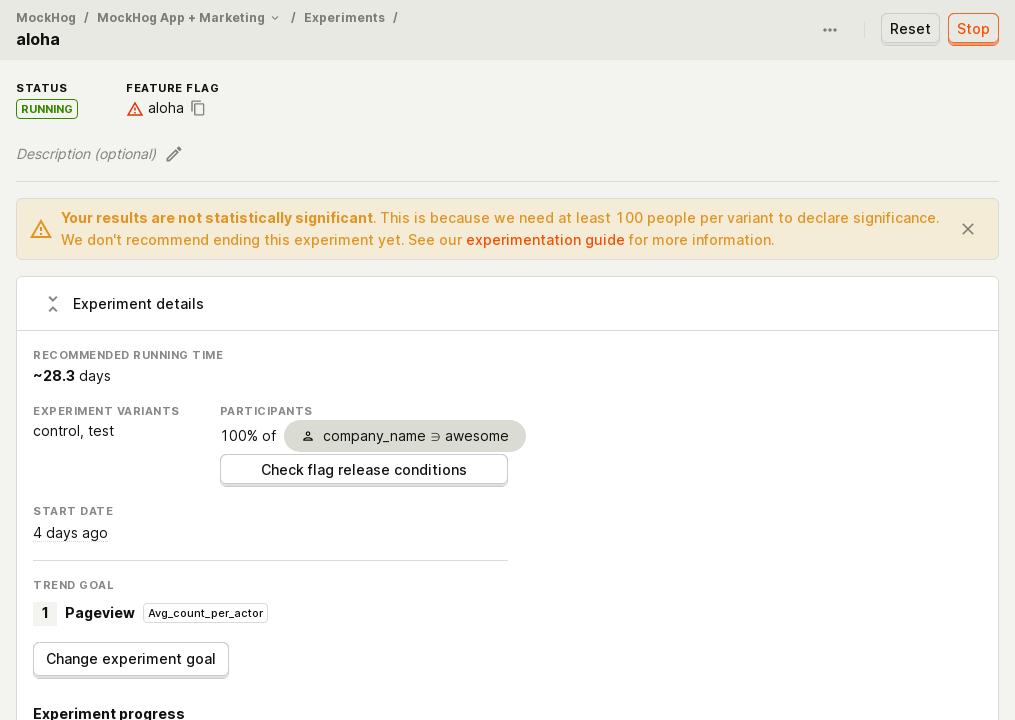 MockHog / MockHog App + Marketing / Experiments /
aloha
Reset
Stop
STATUS
RUNNING
FEATURE FLAG
aloha
Description (optional)
Your results are not statistically significant. This is because we need at least 100 people per variant to declare significance.
We don't recommend ending this experiment yet. See our experimentation guide for more information.
Experiment details
RECOMMENDED RUNNING TIME
~28.3 days
EXPERIMENT VARIANTS
control, test
PARTICIPANTS
100% of company_name ∋ awesome
Check flag release conditions
START DATE
4 days ago
TREND GOAL
1 Pageview Avg_count_per_actor
Change experiment goal
Experiment progress